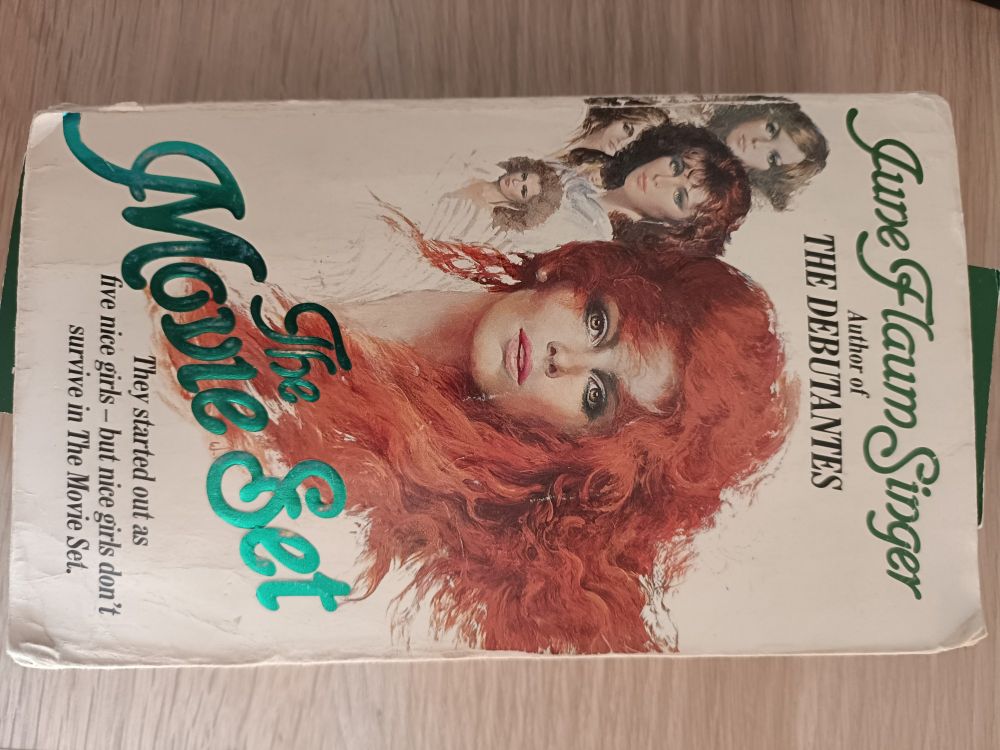 June Flaum Singer
Author of
THE DEBUTANTES
The
Movie Set
They started out as
five nice girls – but nice girls don't
survive in The Movie Set.